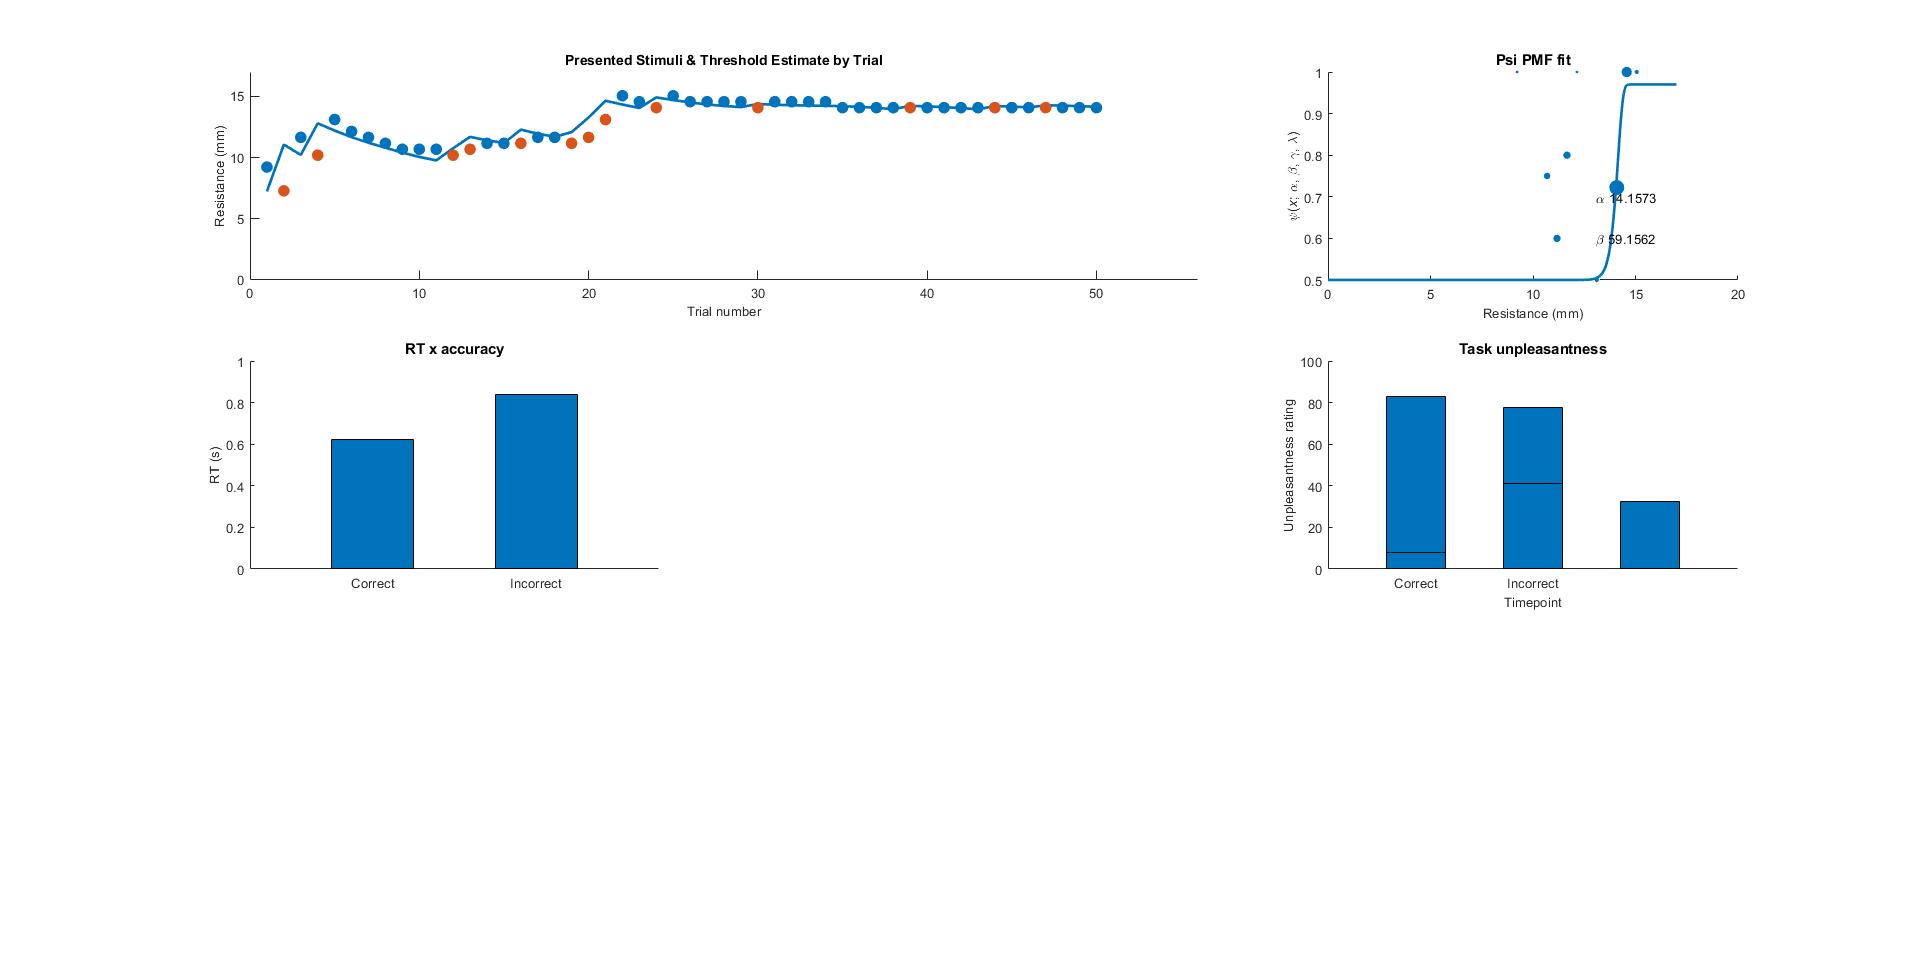 Presented Stimuli & Threshold Estimate by Trial
Resistance (mm)
15
10
5
0
0 10 20 30 40 50
Trial number
Psi PMF fit
ψ(x; α, β, γ, λ)
1
0.9
0.8
0.7
0.6
0.5
α 14.1573
β 59.1562
0 5 10 15 20
Resistance (mm)
RT x accuracy
RT (s)
1
0.8
0.6
0.4
0.2
0
Correct Incorrect
Task unpleasantness
Unpleasantness rating
100
80
60
40
20
0
Correct Incorrect
Timepoint